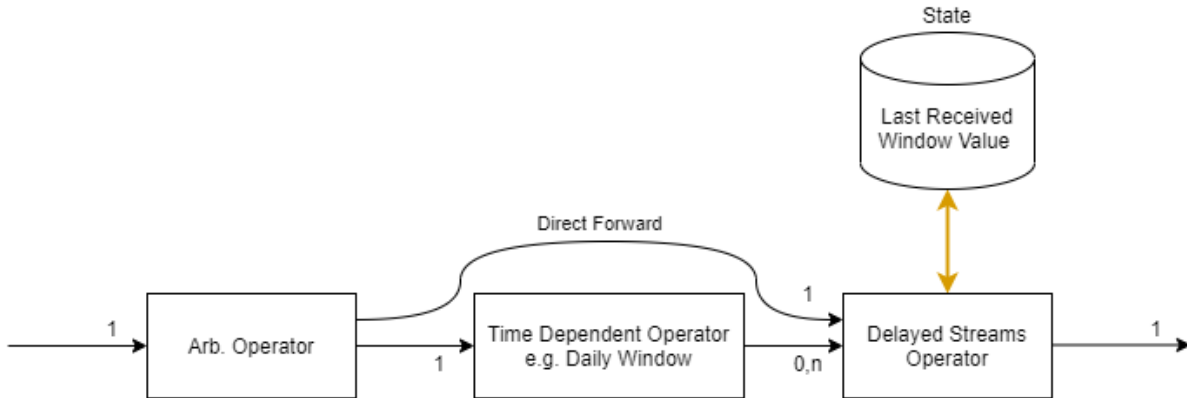 State
Last Received
Window Value
Direct Forward
1
1
Arb. Operator
1
Time Dependent Operator
e.g. Daily Window
0,n
Delayed Streams
Operator
1